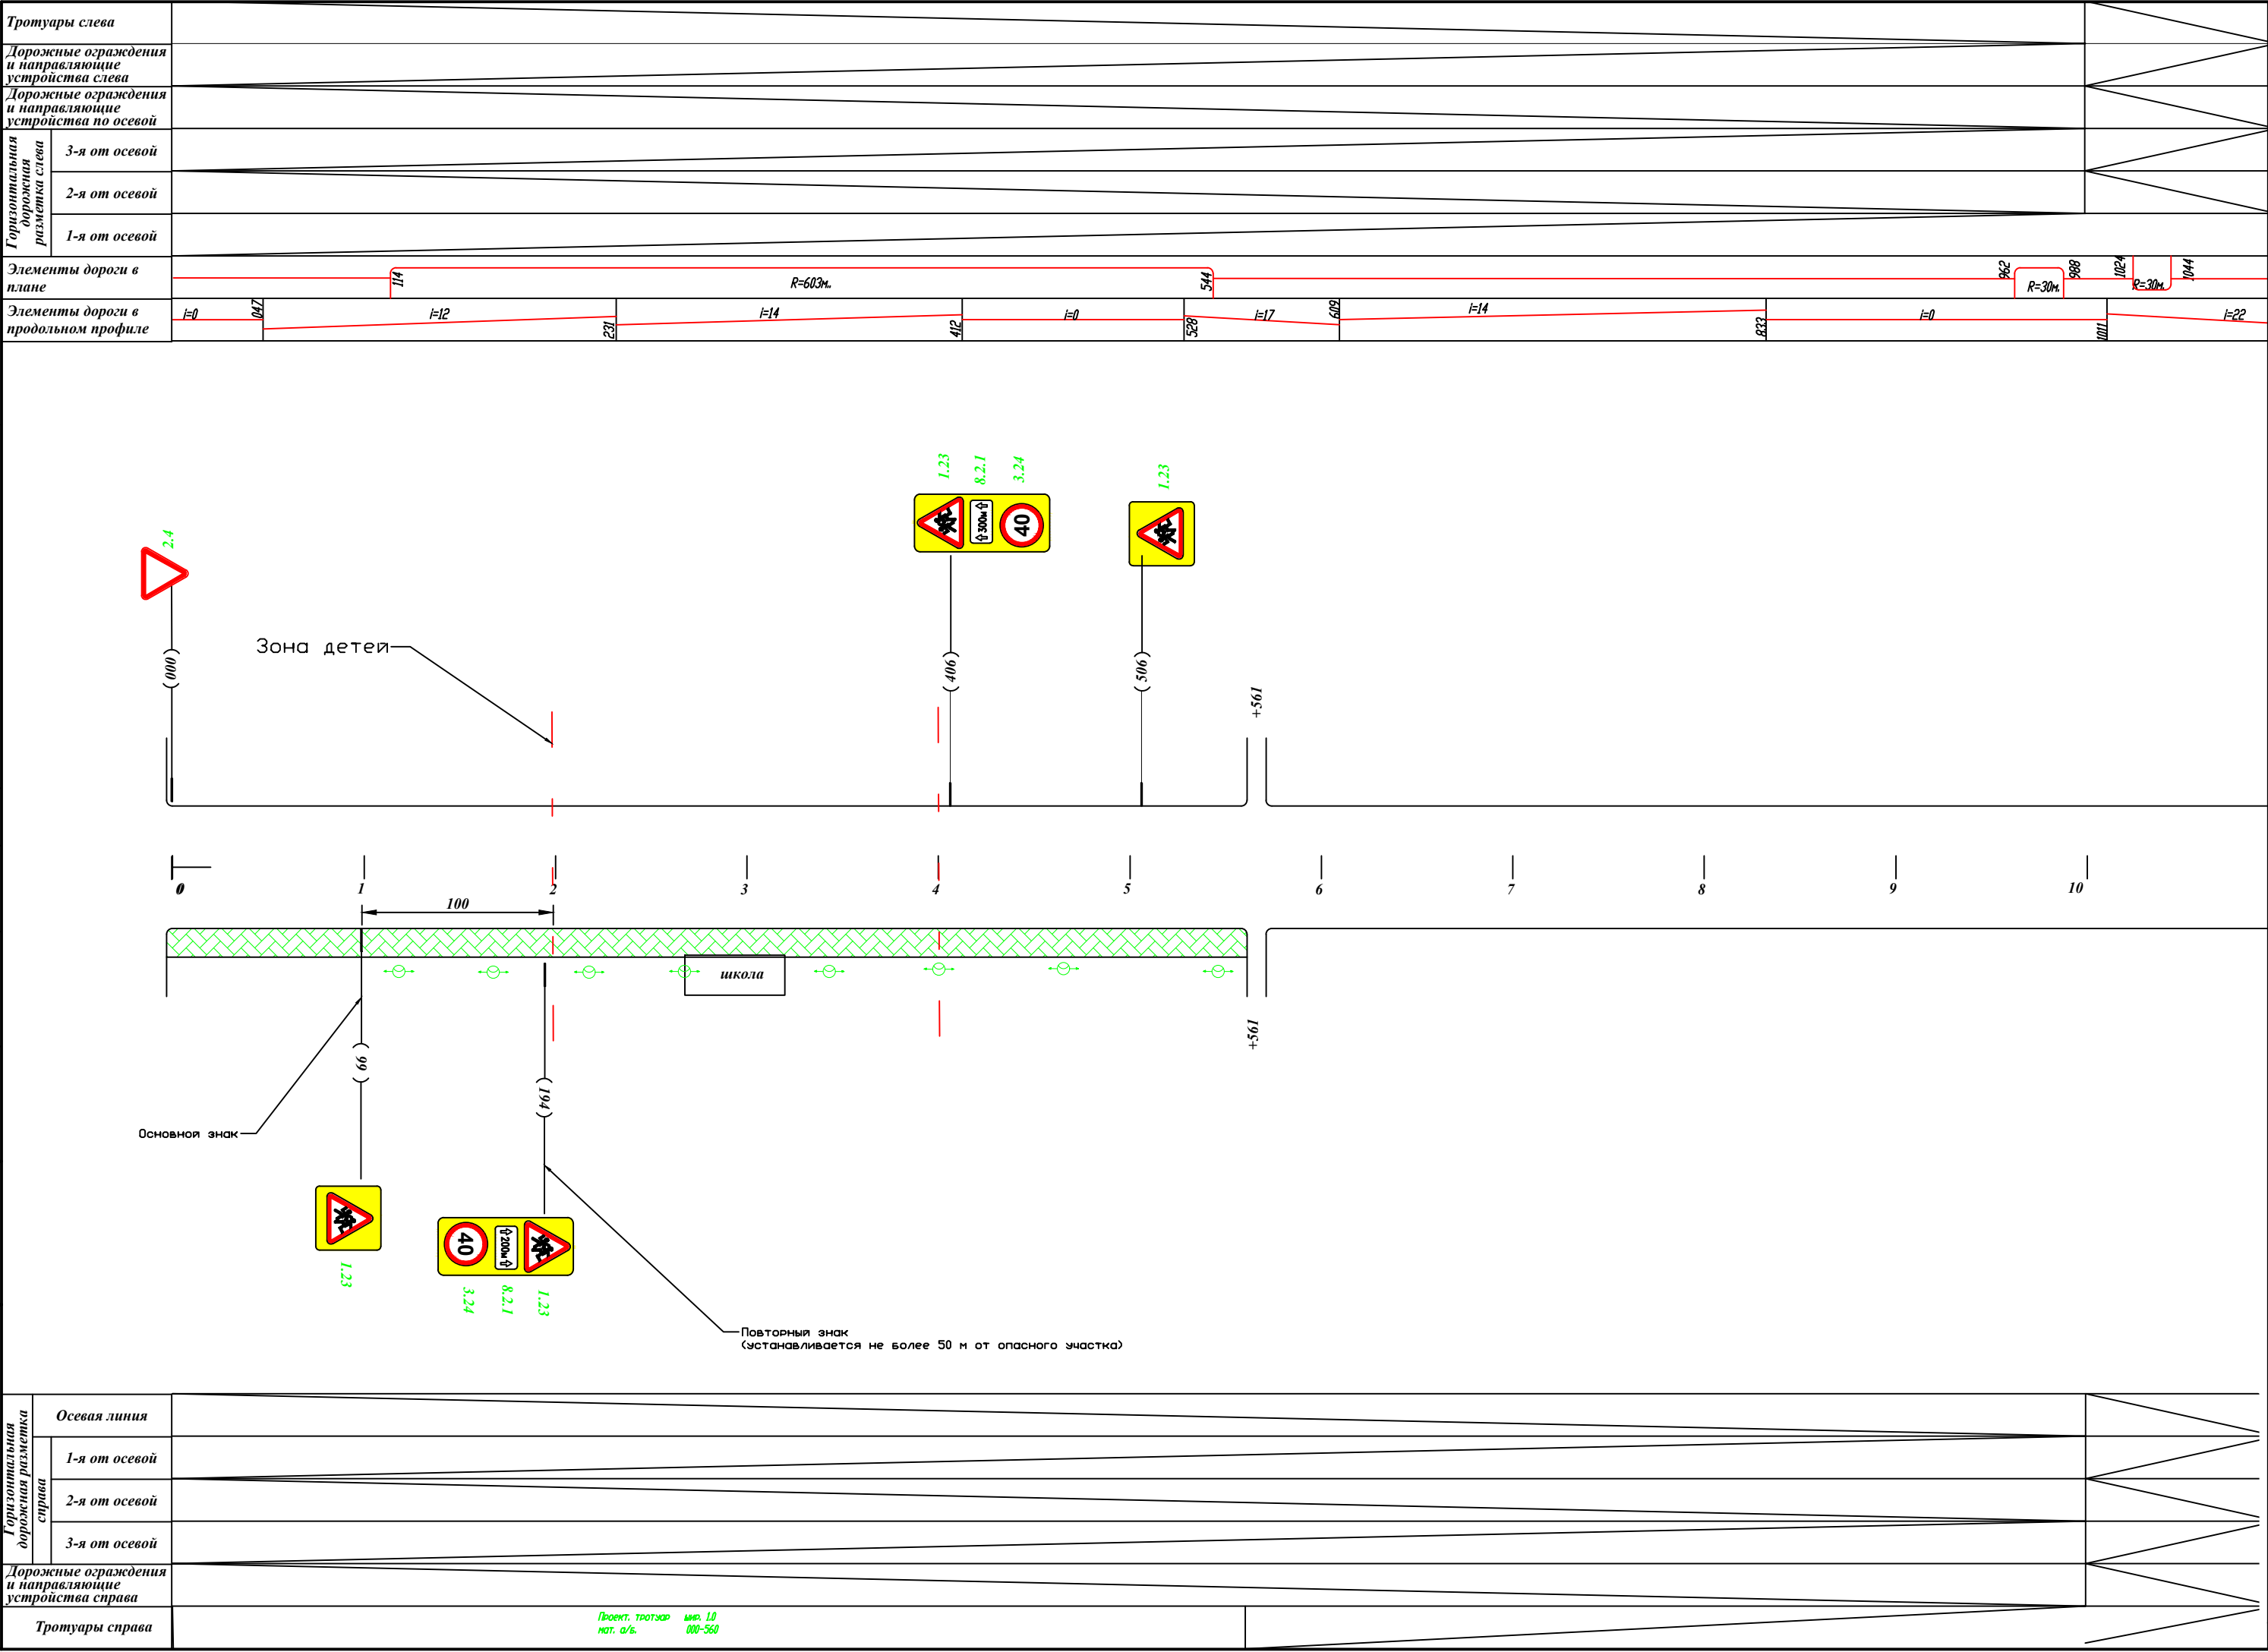 Тротуары слева
Дорожные ограждения
и направляющие
устройства слева
Дорожные ограждения
и направляющие
устройства по осевой
Горизонтальная
дорожная
разметка слева
3-я от осевой
2-я от осевой
1-я от осевой
Элементы дороги в
плане
114
R=603м.
544
962
R=30м.
988
1024
R=30м.
1044
Элементы дороги в
продольном профиле
i=0
047
i=12
231
i=14
412
i=0
528
i=17
609
i=14
833
i=0
1011
i=22
1.23
8.2.1
3.24
300м
40
1.23
2.4
(000)
Зона детей
(406)
(506)
+561
0
1
2
3
4
5
6
7
8
9
10
100
школа
+561
( 99 )
( 194)
Основной знак
1.23
40
200м
3.24
8.2.1
1.23
Повторный знак
(устанавливается не более 50 м от опасного участка)
Горизонтальная
дорожная разметка
справа
Осевая линия
1-я от осевой
2-я от осевой
3-я от осевой
Дорожные ограждения
и направляющие
устройства справа
Тротуары справа
Проект. тротуар шир. 1.0
мат. а/б. 000-560